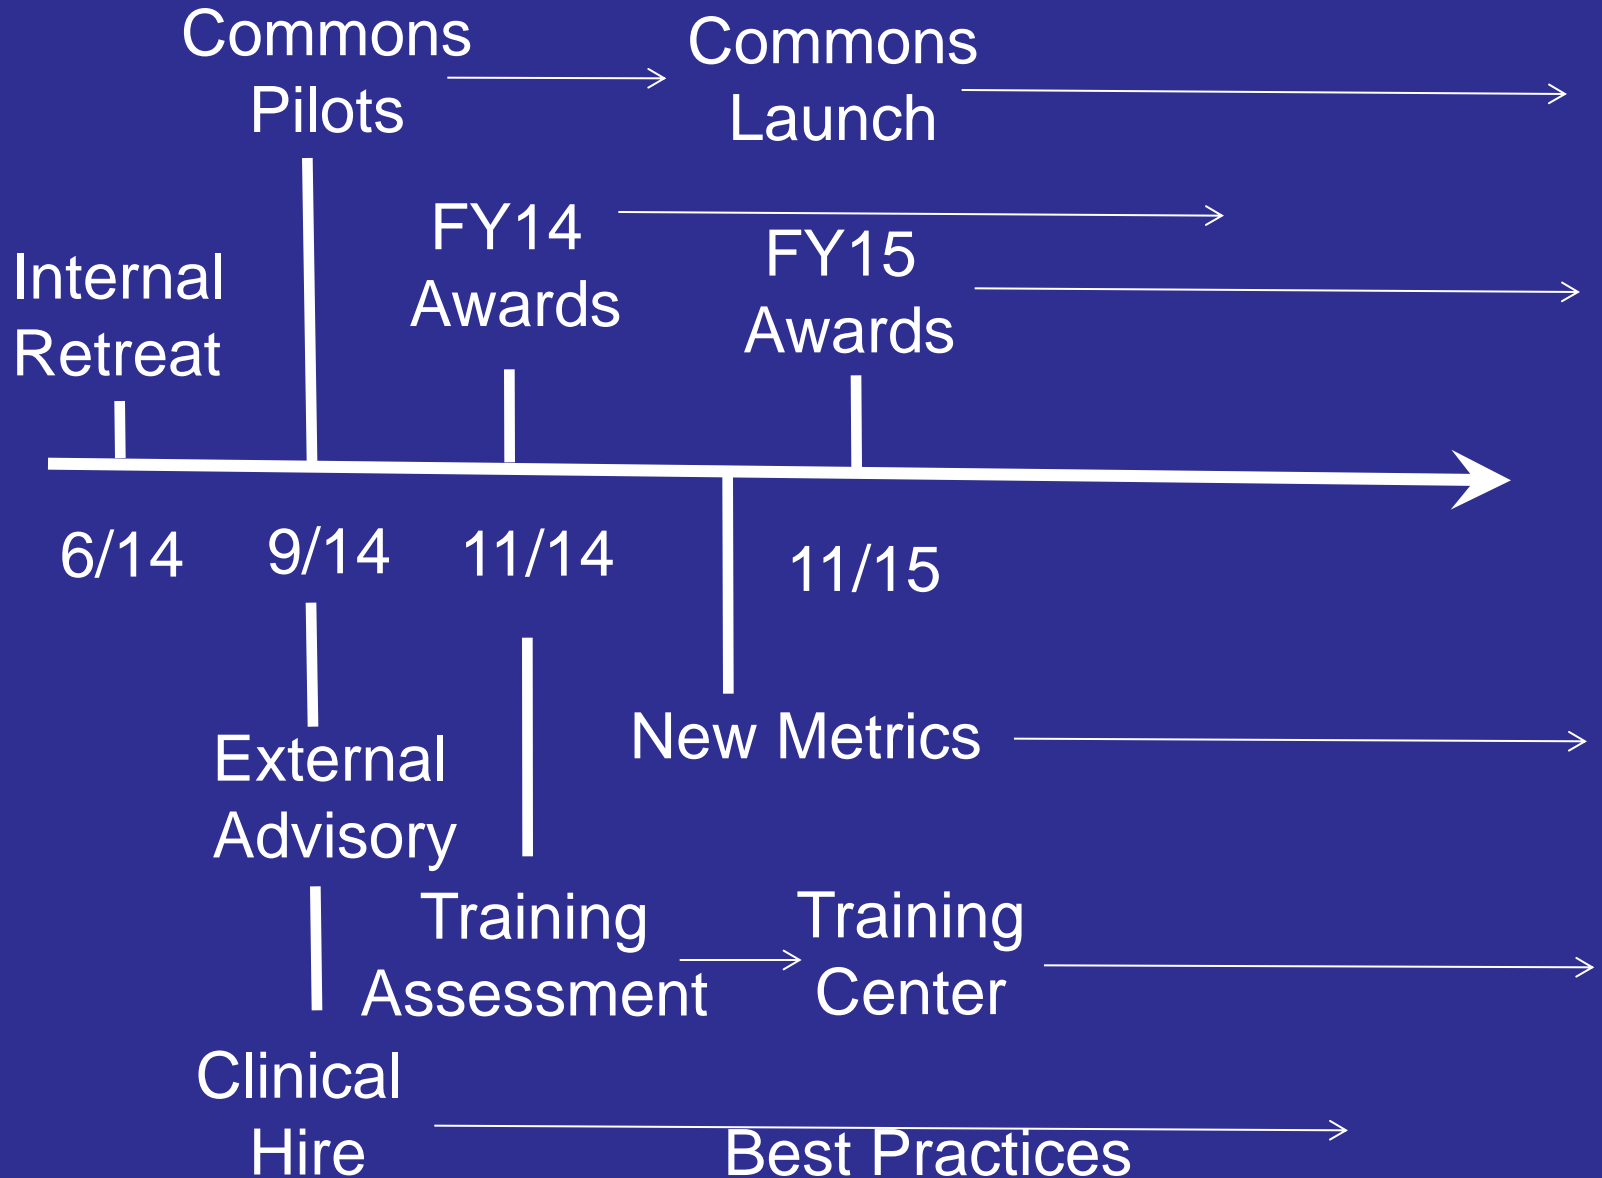 Commons
Pilots
Commons
Launch
FY14
Awards
FY15
Awards
Internal
Retreat
6/14
9/14
11/14
11/15
New Metrics
External
Advisory
Training
Assessment
Training
Center
Clinical
Hire
Best Practices